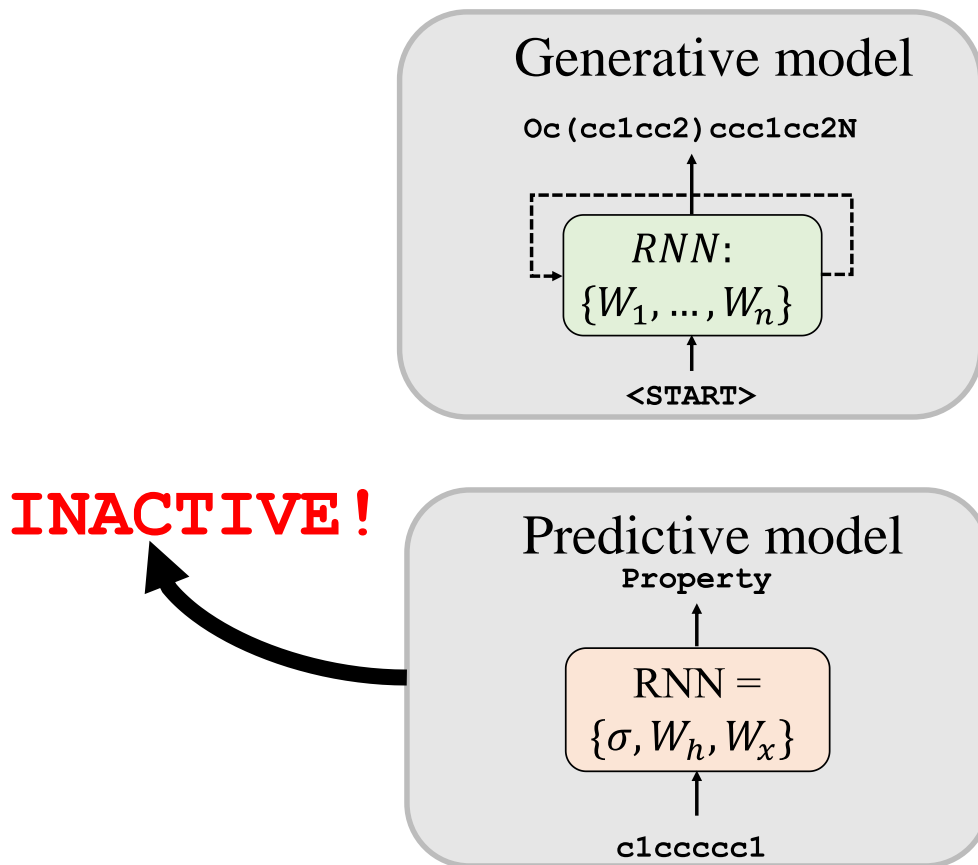 Generative model
Oc(cc1cc2)ccc1cc2N
RNN:
{W₁, …, Wₙ}
<START>
INACTIVE!
Predictive model
Property
RNN =
{σ, Wₕ, Wₓ}
c1ccccc1